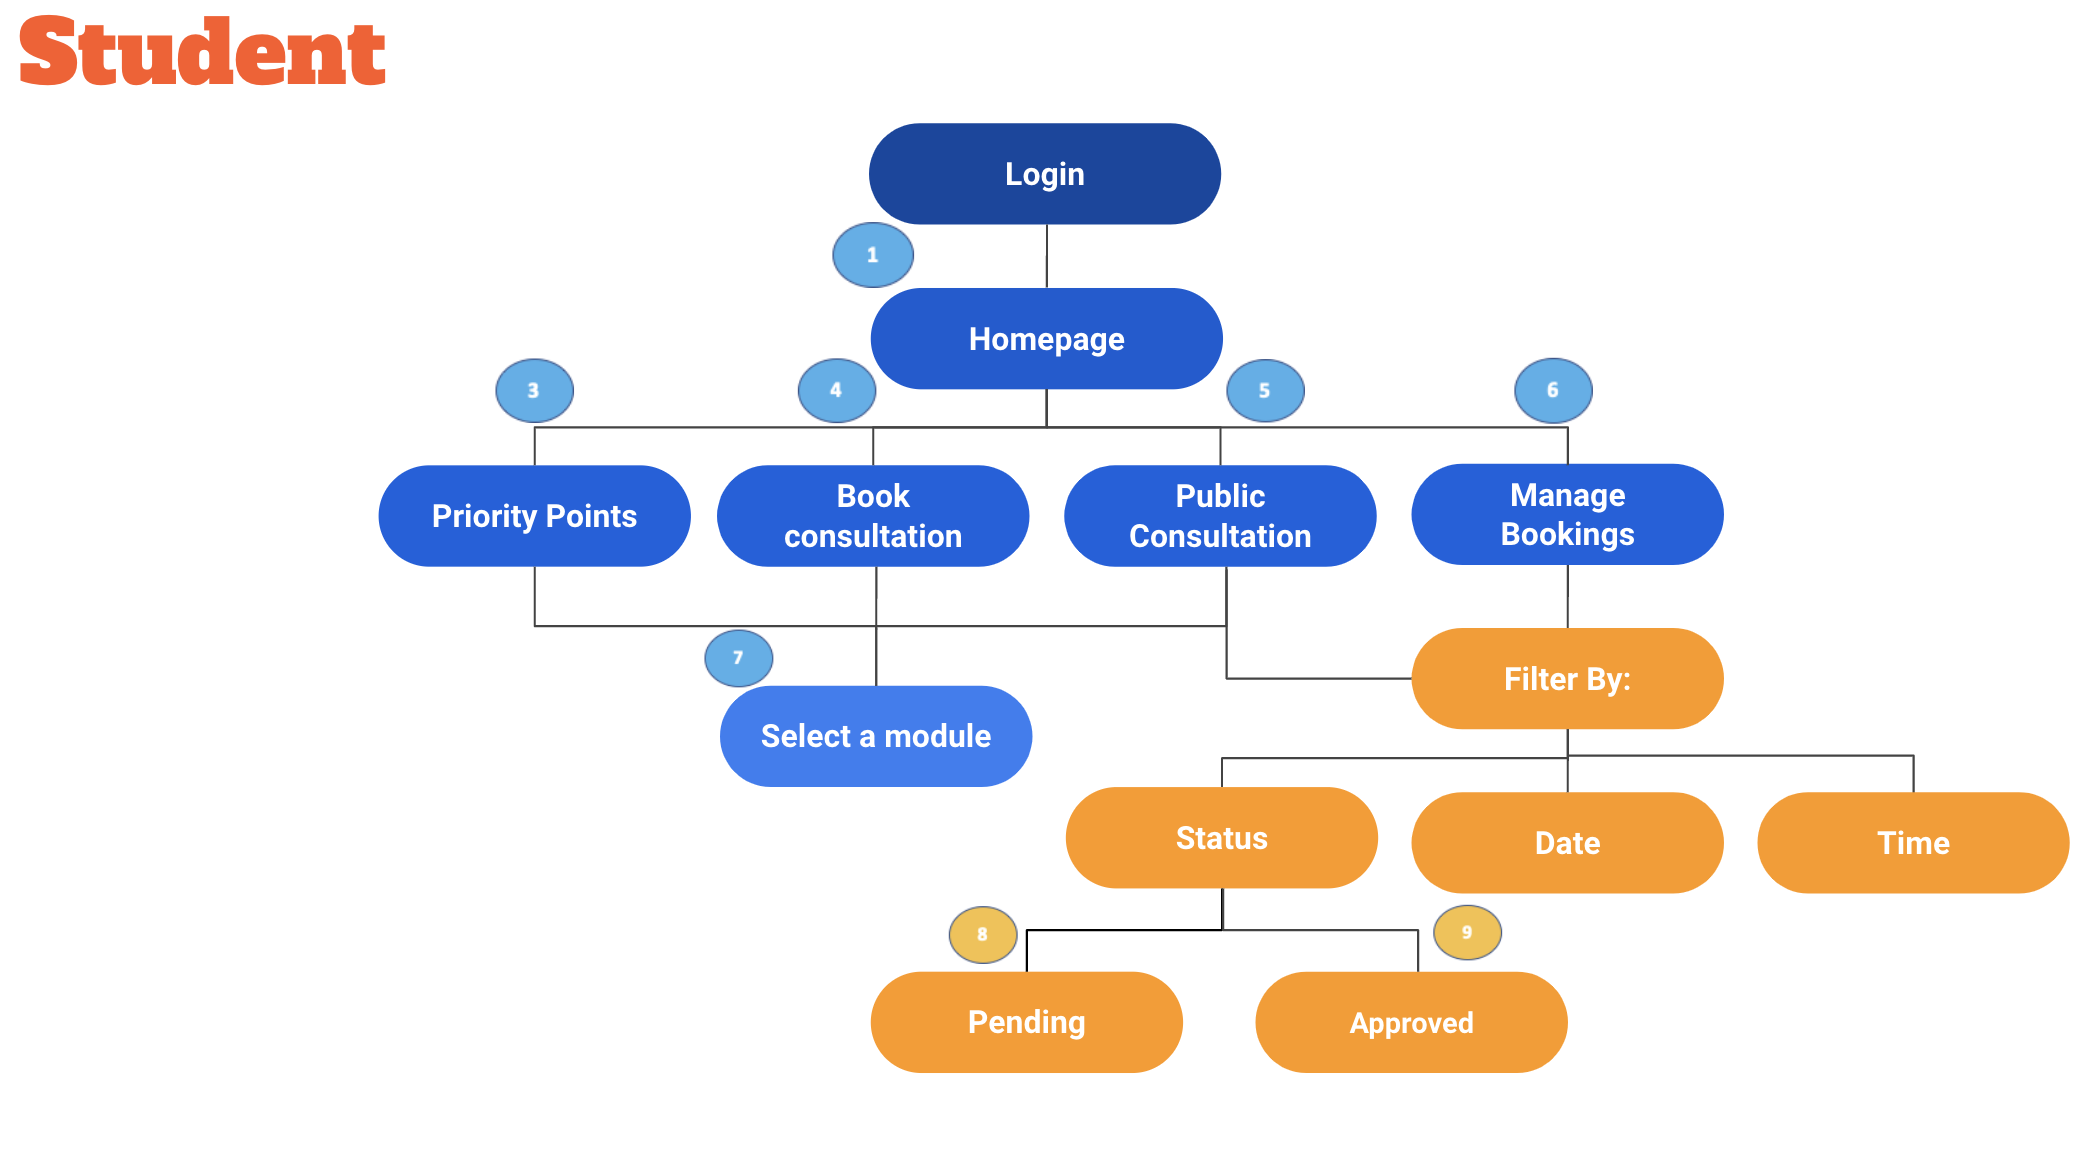 Student
Login
1
Homepage
3
4
5
6
Priority Points
Book
consultation
Public
Consultation
Manage
Bookings
7
Select a module
Filter By:
Status
Date
Time
8
9
Pending
Approved